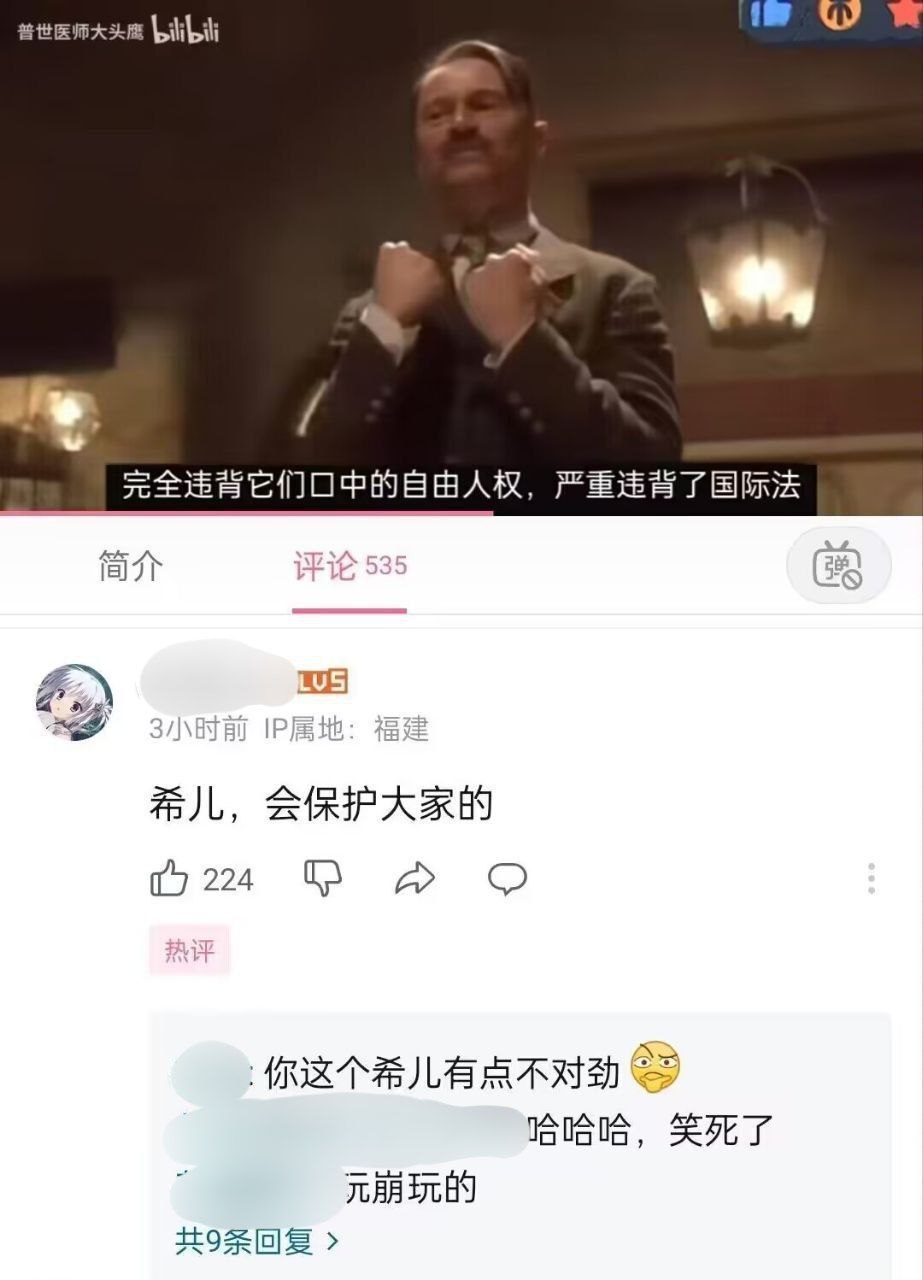 普世医师大头鹰 bilibili
完全违背它们口中的自由人权，严重违背了国际法
简介
评论 535
弹
LV5
3小时前 IP属地：福建
希儿，会保护大家的
224
热评
: 你这个希儿有点不对劲
哈哈哈，笑死了
玩崩玩的
共9条回复 >